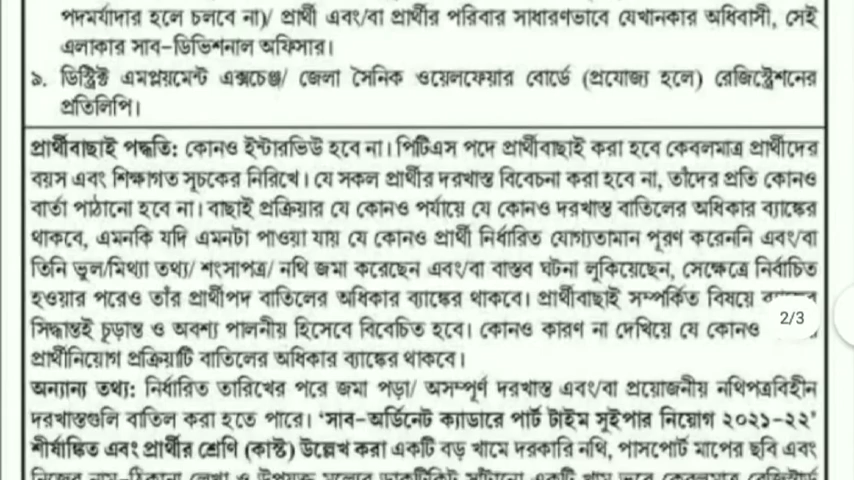 পদমর্যাদার হলে চলবে না)/ প্রার্থী এবং/বা প্রার্থীর পরিবার সাধারণভাবে যেখানকার অধিবাসী, সেই
এলাকার সাব-ডিভিশনাল অফিসার।
৯. ডিস্ট্রিক্ট এমপ্লয়মেন্ট এক্সচেঞ্জ/ জেলা সৈনিক ওয়েলফেয়ার বোর্ডে (প্রযোজ্য হলে) রেজিস্ট্রেশনের
প্রতিলিপি।
প্রার্থীবাছাই পদ্ধতি: কোনও ইন্টারভিউ হবে না। পিটিএস পদে প্রার্থীবাছাই করা হবে কেবলমাত্র প্রার্থীদের
বয়স এবং শিক্ষাগত সূচকের নিরিখে। যে সকল প্রার্থীর দরখাস্ত বিবেচনা করা হবে না, তাঁদের প্রতি কোনও
বার্তা পাঠানো হবে না। বাছাই প্রক্রিয়ার যে কোনও পর্যায়ে যে কোনও দরখাস্ত বাতিলের অধিকার ব্যাঙ্কের
থাকবে, এমনকি যদি এমনটা পাওয়া যায় যে কোনও প্রার্থী নির্ধারিত যোগ্যতামান পূরণ করেননি এবং/বা
তিনি ভুল/মিথ্যা তথ্য/ শংসাপত্র/ নথি জমা করেছেন এবং/বা বাস্তব ঘটনা লুকিয়েছেন, সেক্ষেত্রে নির্বাচিত
হওয়ার পরেও তাঁর প্রার্থীপদ বাতিলের অধিকার ব্যাঙ্কের থাকবে। প্রার্থীবাছাই সম্পর্কিত বিষয়ে
2/3
সিদ্ধান্তই চূড়ান্ত ও অবশ্য পালনীয় হিসেবে বিবেচিত হবে। কোনও কারণ না দেখিয়ে যে কোনও
প্রার্থীনিয়োগ প্রক্রিয়াটি বাতিলের অধিকার ব্যাঙ্কের থাকবে।
অন্যান্য তথ্য: নির্ধারিত তারিখের পরে জমা পড়া/ অসম্পূর্ণ দরখাস্ত এবং/বা প্রয়োজনীয় নথিপত্রবিহীন
দরখাস্তগুলি বাতিল করা হতে পারে। ‘সাব-অর্ডিনেট ক্যাডারে পার্ট টাইম সুইপার নিয়োগ ২০২১-২২’
শীর্ষাঙ্কিত এবং প্রার্থীর শ্রেণি (কাস্ট) উল্লেখ করা একটি বড় খামে দরকারি নথি, পাসপোর্ট মাপের ছবি এবং